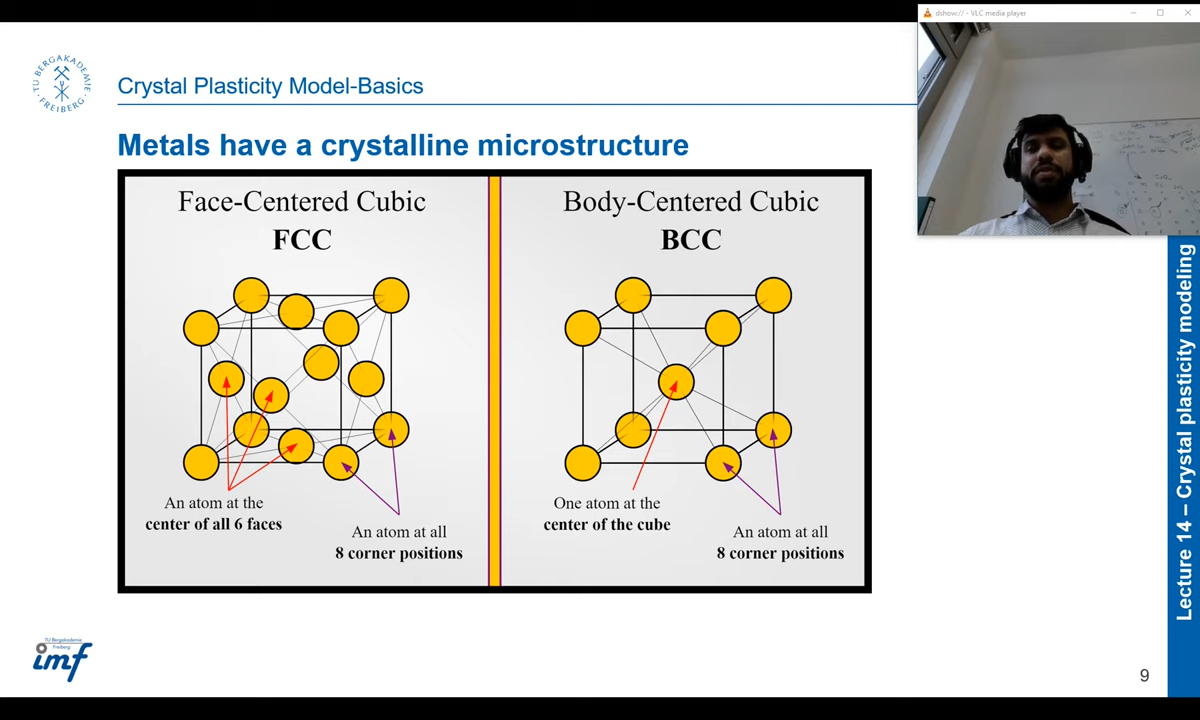 dshow:// - VLC media player
TU BERGAKADEMIE
FREIBERG
Crystal Plasticity Model-Basics
Metals have a crystalline microstructure
Face-Centered Cubic
FCC
An atom at the
center of all 6 faces
An atom at all
8 corner positions
Body-Centered Cubic
BCC
One atom at the
center of the cube
An atom at all
8 corner positions
Lecture 14 – Crystal plasticity modeling
TU Bergakademie
Freiberg
imf
9